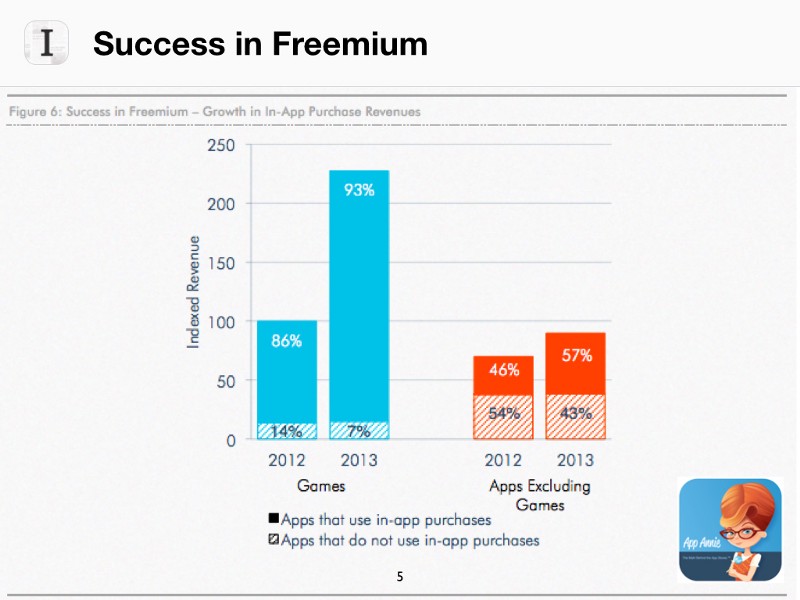 I
Success in Freemium
Figure 6: Success in Freemium – Growth in In-App Purchase Revenues
250
200
150
100
50
0
Indexed Revenue
86%
14%
93%
7%
46%
54%
57%
43%
2012 2013 2012 2013
Games
Apps Excluding
Games
Apps that use in-app purchases
Apps that do not use in-app purchases
App Annie
5